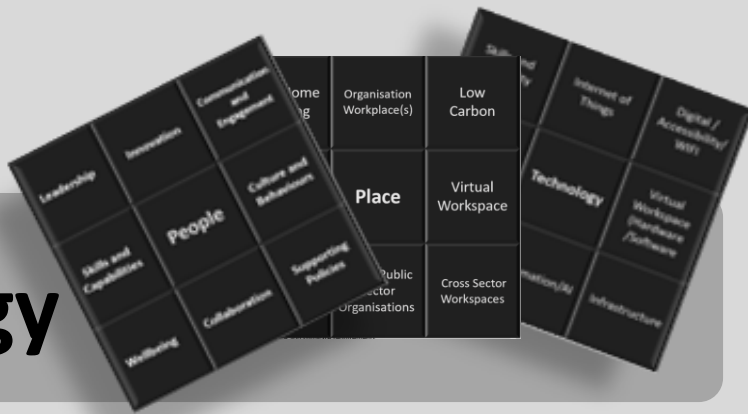 Leadership
Innovation
Communication
and
Engagement
Skills and
Capabilities
People
Culture and
Behaviours
Wellbeing
Collaboration
Supporting
Policies
Organisation
Workplace(s)
Low
Carbon
Place
Virtual
Workspace
Organisations
Cross Sector
Workspaces
Internet of
Things
Digital /
Accessibility/
WiFi
Technology
Virtual
Workspace
(Hardware
/Software
Infrastructure
gy